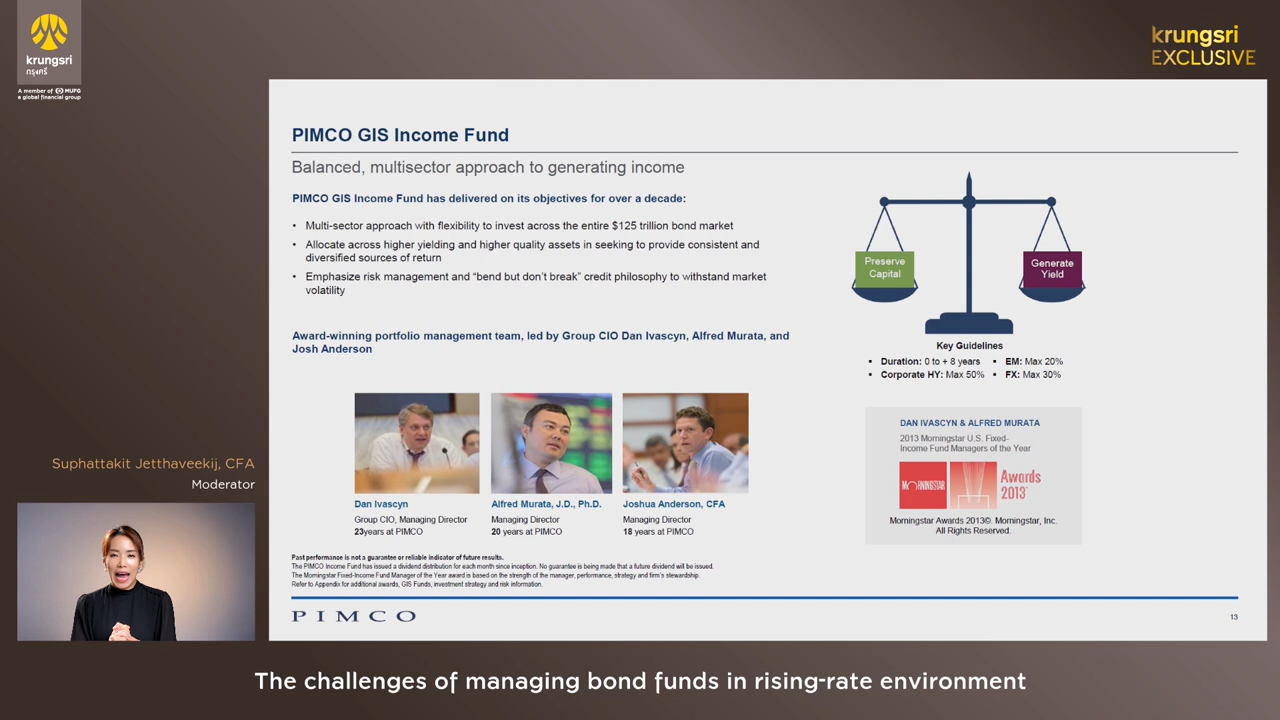 krungsri
กรุงศรี
A member of MUFG
a global financial group
krungsri
EXCLUSIVE
PIMCO GIS Income Fund
Balanced, multisector approach to generating income
PIMCO GIS Income Fund has delivered on its objectives for over a decade:
• Multi-sector approach with flexibility to invest across the entire $125 trillion bond market
• Allocate across higher yielding and higher quality assets in seeking to provide consistent and
diversified sources of return
• Emphasize risk management and “bend but don’t break” credit philosophy to withstand market
volatility
Award-winning portfolio management team, led by Group CIO Dan Ivascyn, Alfred Murata, and
Josh Anderson
Dan Ivascyn
Group CIO, Managing Director
23years at PIMCO
Alfred Murata, J.D., Ph.D.
Managing Director
20 years at PIMCO
Joshua Anderson, CFA
Managing Director
18 years at PIMCO
Preserve
Capital
Generate
Yield
Key Guidelines
▪ Duration: 0 to + 8 years ▪ EM: Max 20%
▪ Corporate HY: Max 50% ▪ FX: Max 30%
DAN IVASCYN & ALFRED MURATA
2013 Morningstar U.S. Fixed-
Income Fund Managers of the Year
MORNINGSTAR
Awards
2013
Morningstar Awards 2013©. Morningstar, Inc.
All Rights Reserved.
Past performance is not a guarantee or reliable indicator of future results.
The PIMCO Income Fund has issued a dividend distribution for each month since inception. No guarantee is being made that a future dividend will be issued.
The Morningstar Fixed-Income Fund Manager of the Year award is based on the strength of the manager, performance, strategy and firm's stewardship.
Refer to Appendix for additional awards, GIS Funds, investment strategy and risk information.
PIMCO
13
Suphattakit Jetthaveekij, CFA
Moderator
The challenges of managing bond funds in rising-rate environment